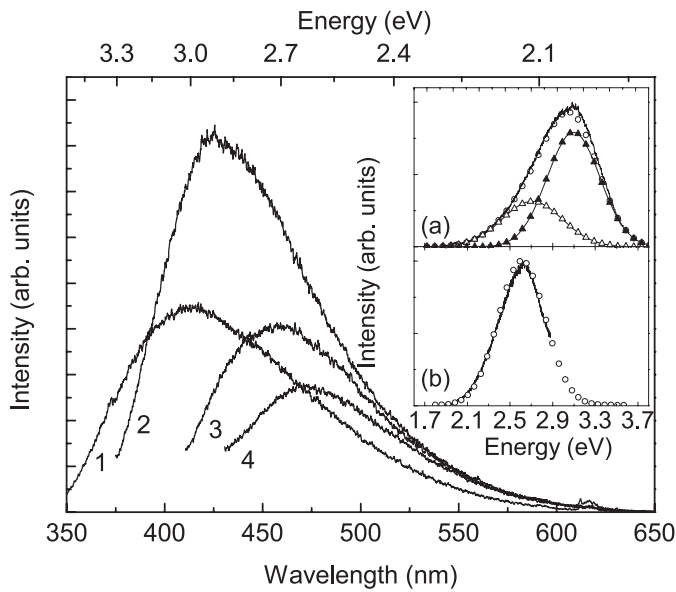 Energy (eV)
3.3 3.0 2.7 2.4 2.1
Intensity (arb. units)
1 2 3 4
350 400 450 500 550 600 650
Wavelength (nm)
Intensity (arb. units)
(a)
(b)
1.7 2.1 2.5 2.9 3.3 3.7
Energy (eV)